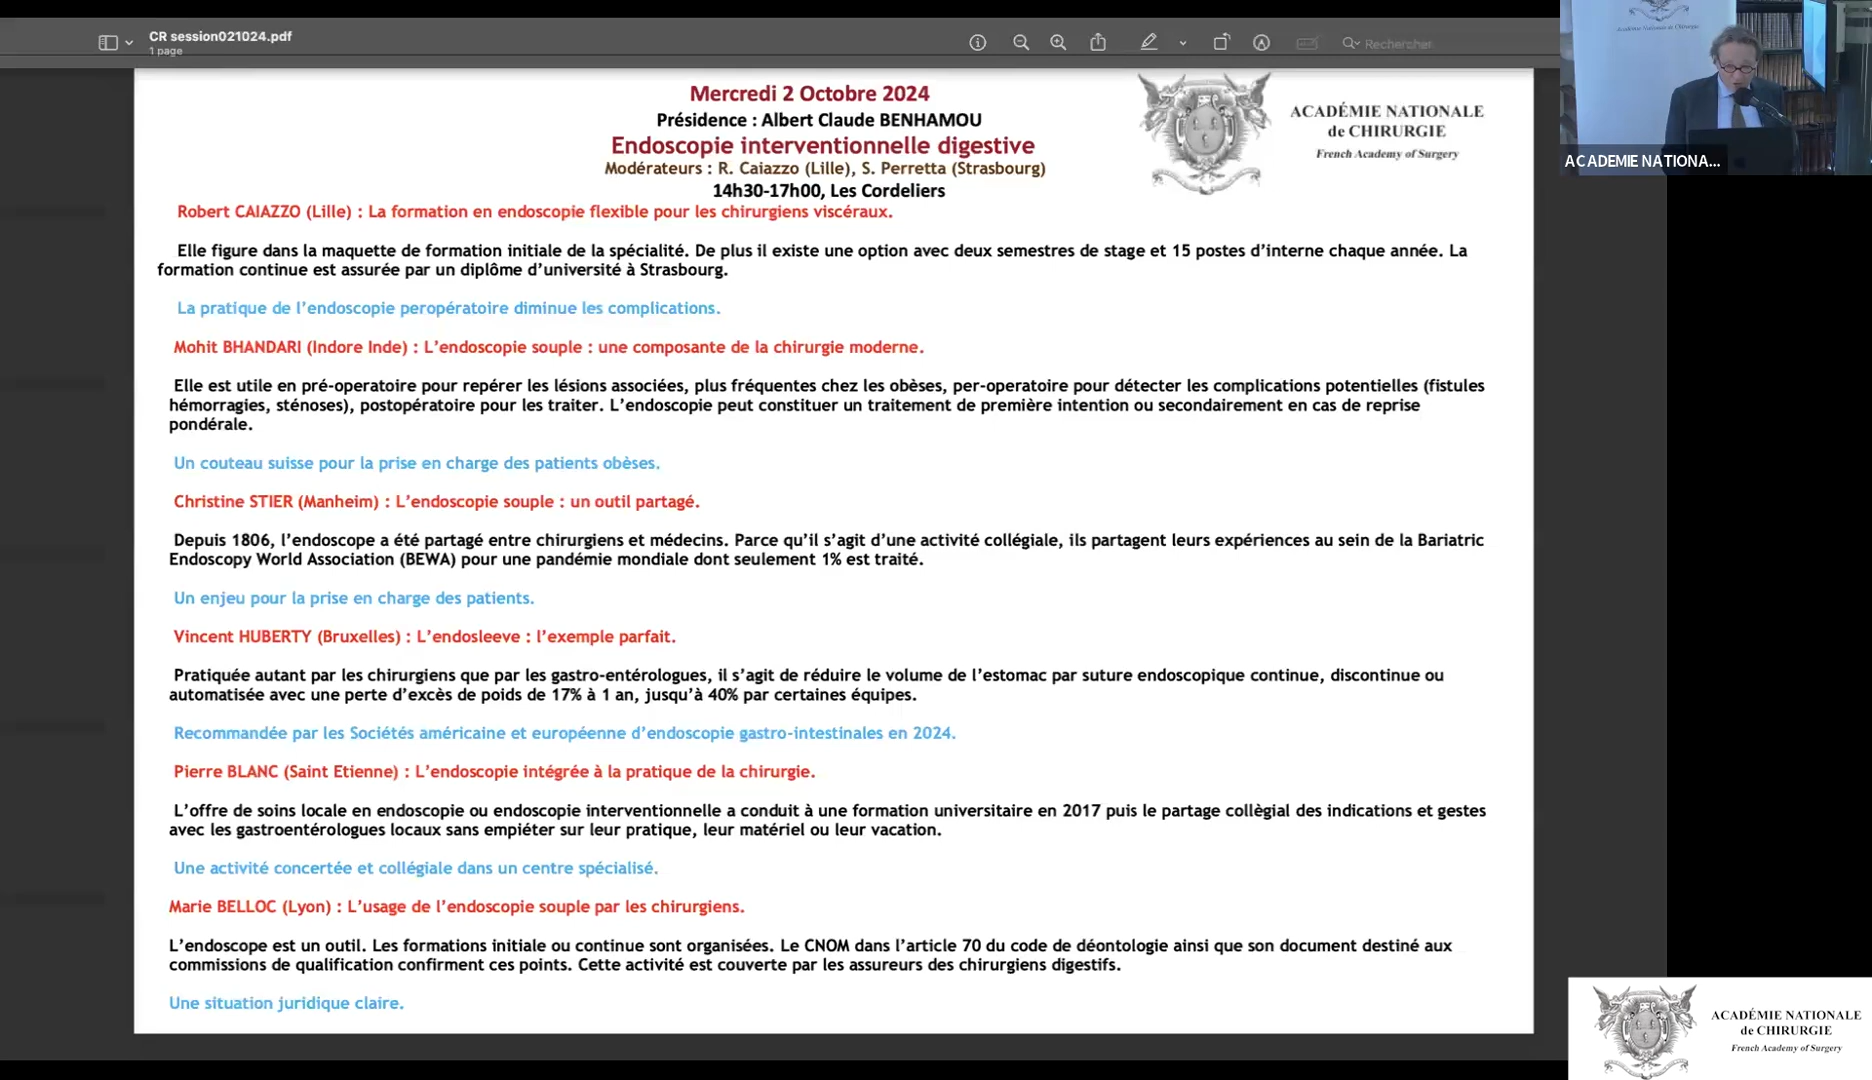 CR session021024.pdf
1 page
Rechercher
Mercredi 2 Octobre 2024
Présidence : Albert Claude BENHAMOU
Endoscopie interventionnelle digestive
Modérateurs : R. Caiazzo (Lille), S. Perretta (Strasbourg)
14h30-17h00, Les Cordeliers
ACADÉMIE NATIONALE
de CHIRURGIE
French Academy of Surgery
Robert CAIAZZO (Lille) : La formation en endoscopie flexible pour les chirurgiens viscéraux.
Elle figure dans la maquette de formation initiale de la spécialité. De plus il existe une option avec deux semestres de stage et 15 postes d’interne chaque année. La
formation continue est assurée par un diplôme d’université à Strasbourg.
La pratique de l’endoscopie peropératoire diminue les complications.
Mohit BHANDARI (Indore Inde) : L’endoscopie souple : une composante de la chirurgie moderne.
Elle est utile en pré-operatoire pour repérer les lésions associées, plus fréquentes chez les obèses, per-operatoire pour détecter les complications potentielles (fistules
hémorragies, sténoses), postopératoire pour les traiter. L’endoscopie peut constituer un traitement de première intention ou secondairement en cas de reprise
pondérale.
Un couteau suisse pour la prise en charge des patients obèses.
Christine STIER (Manheim) : L’endoscopie souple : un outil partagé.
Depuis 1806, l’endoscope a été partagé entre chirurgiens et médecins. Parce qu’il s’agit d’une activité collégiale, ils partagent leurs expériences au sein de la Bariatric
Endoscopy World Association (BEWA) pour une pandémie mondiale dont seulement 1% est traité.
Un enjeu pour la prise en charge des patients.
Vincent HUBERTY (Bruxelles) : L’endosleeve : l’exemple parfait.
Pratiquée autant par les chirurgiens que par les gastro-entérologues, il s’agit de réduire le volume de l’estomac par suture endoscopique continue, discontinue ou
automatisée avec une perte d’excès de poids de 17% à 1 an, jusqu’à 40% par certaines équipes.
Recommandée par les Sociétés américaine et européenne d’endoscopie gastro-intestinales en 2024.
Pierre BLANC (Saint Etienne) : L’endoscopie intégrée à la pratique de la chirurgie.
L’offre de soins locale en endoscopie ou endoscopie interventionnelle a conduit à une formation universitaire en 2017 puis le partage collègial des indications et gestes
avec les gastroentérologues locaux sans empiéter sur leur pratique, leur matériel ou leur vacation.
Une activité concertée et collégiale dans un centre spécialisé.
Marie BELLOC (Lyon) : L’usage de l’endoscopie souple par les chirurgiens.
L’endoscope est un outil. Les formations initiale ou continue sont organisées. Le CNOM dans l’article 70 du code de déontologie ainsi que son document destiné aux
commissions de qualification confirment ces points. Cette activité est couverte par les assureurs des chirurgiens digestifs.
Une situation juridique claire.
Académie Nationale de Chirurgie
ACADEMIE NATIONA...
ACADÉMIE NATIONALE
de CHIRURGIE
French Academy of Surgery